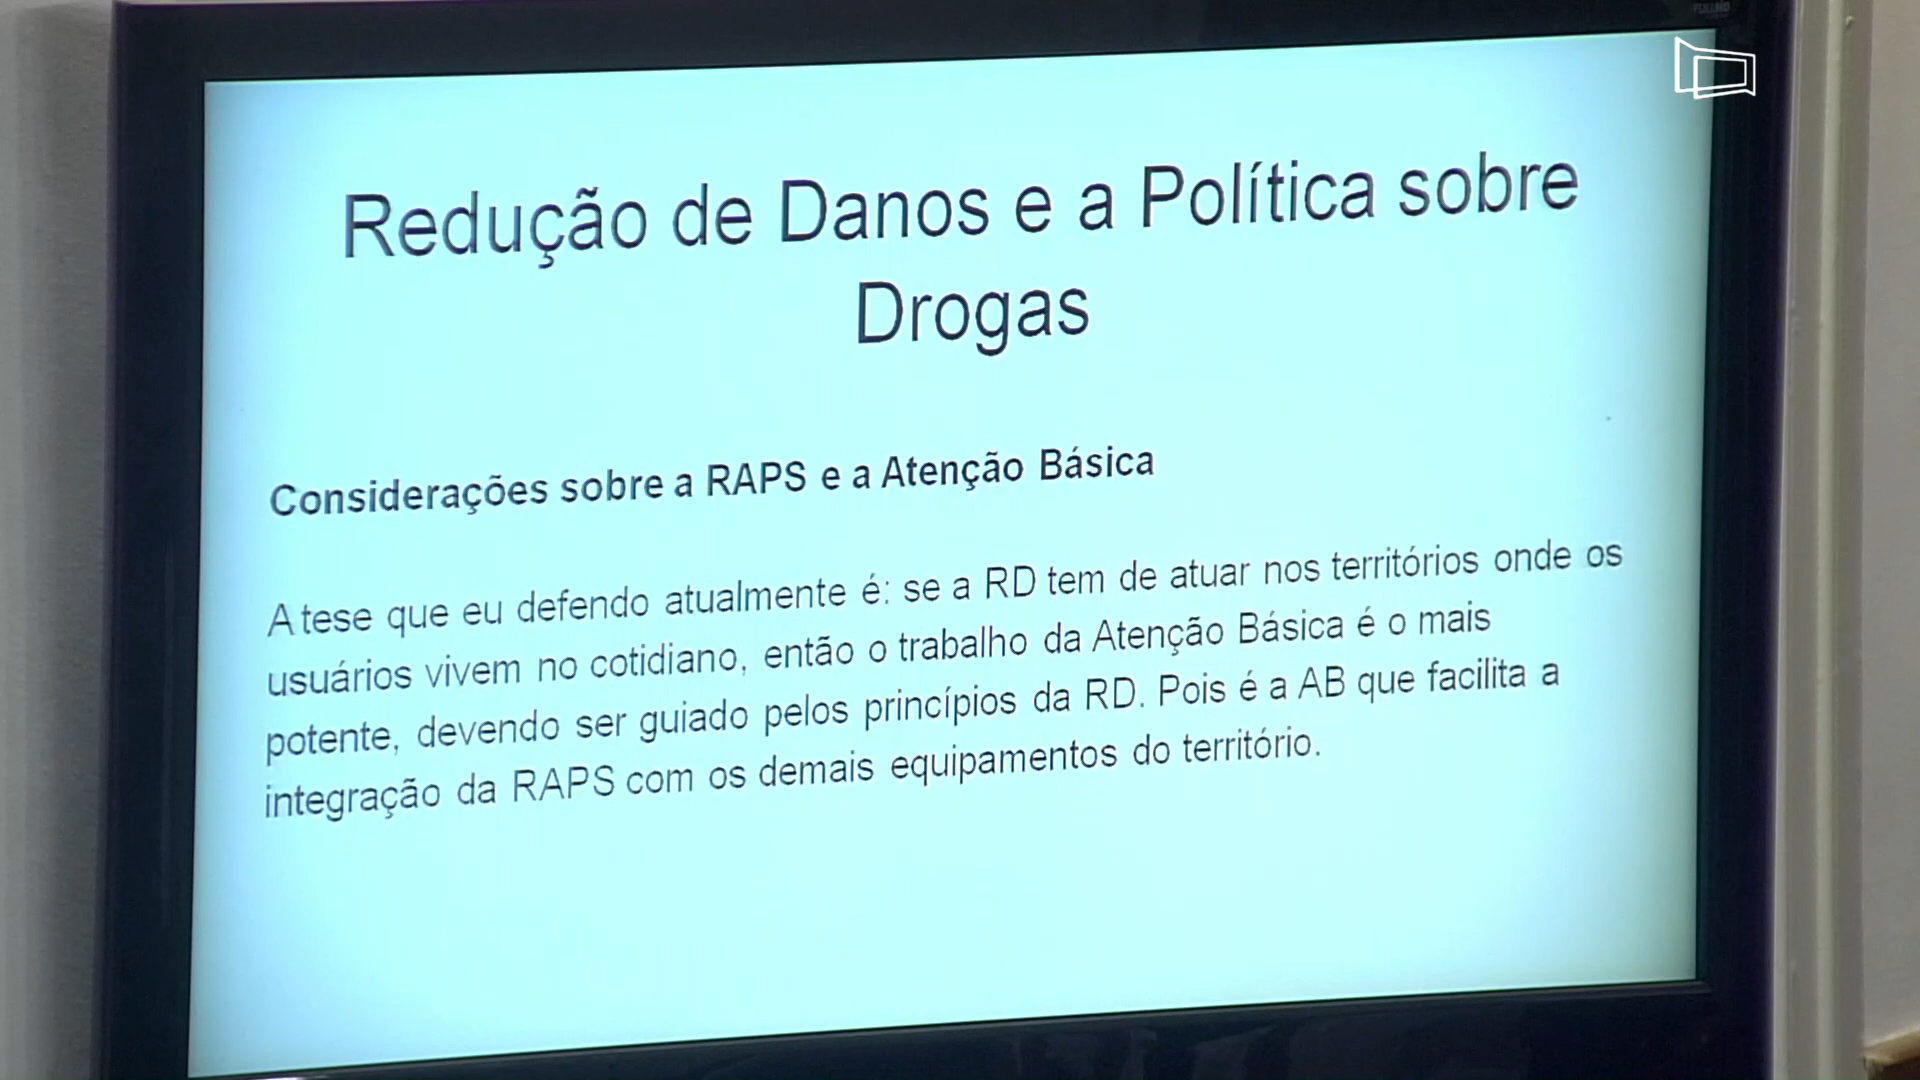 Redução de Danos e a Política sobre
Drogas
Considerações sobre a RAPS e a Atenção Básica
A tese que eu defendo atualmente é: se a RD tem de atuar nos territórios onde os
usuários vivem no cotidiano, então o trabalho da Atenção Básica é o mais
potente, devendo ser guiado pelos princípios da RD. Pois é a AB que facilita a
integração da RAPS com os demais equipamentos do território.